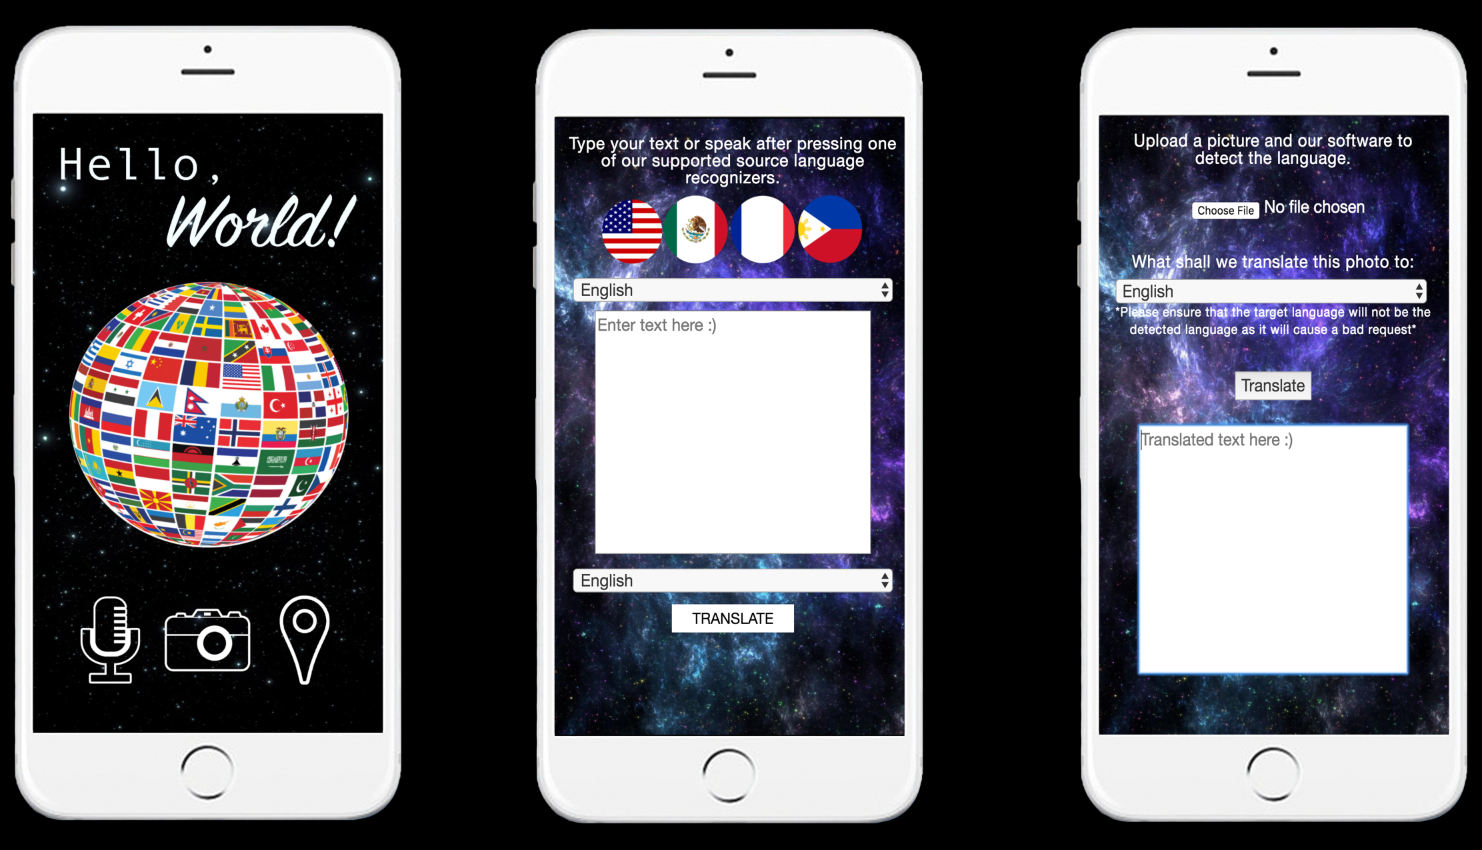 Hello,
World!
Type your text or speak after pressing one
of our supported source language
recognizers.
English
Enter text here :)
English
TRANSLATE
Upload a picture and our software to
detect the language.
Choose File No file chosen
What shall we translate this photo to:
English
*Please ensure that the target language will not be the
detected language as it will cause a bad request*
Translate
Translated text here :)